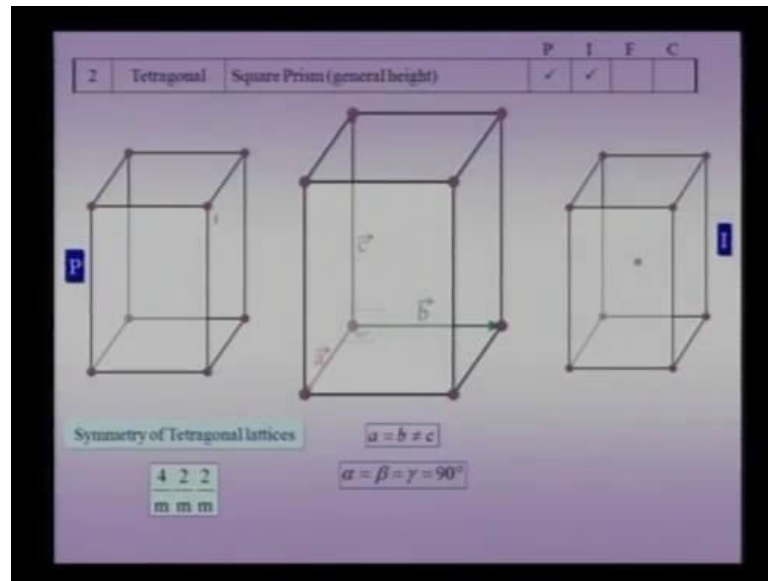 P I F C
2 Tetragonal Square Prism (general height) ✓ ✓
P
I
c⃗
b⃗
a⃗
Symmetry of Tetragonal lattices
a = b ≠ c
α = β = γ = 90°
4 2 2
m m m